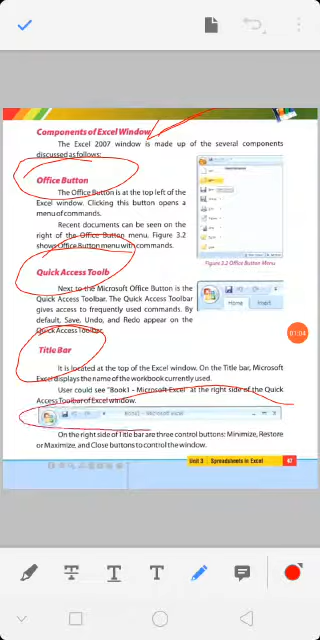 Components of Excel Window
The Excel 2007 window is made up of the several components
discussed as follows:
Office Button
The Office Button is at the top left of the
Excel window. Clicking this button opens
a menu of commands.
Recent documents can be seen on the
right of the Office Button menu. Figure 3.2
shows Office Button menu with commands.
Figure 3.2 Office Button Menu
Quick Access Toolb
Next to the Microsoft Office Button is the
Quick Access Toolbar. The Quick Access Toolbar
gives access to frequently used commands. By
default, Save, Undo, and Redo appear on the
Quick Access Toolbar.
Home Insert
01:04
Title Bar
It is located at the top of the Excel window. On the Title bar, Microsoft
Excel displays the name of the workbook currently used.
User could see "Book1 – Microsoft Excel" at the right side of the Quick
Access Toolbar of Excel window.
Book1 - Microsoft Excel
On the right side of Title bar are three control buttons: Minimize, Restore
or Maximize, and Close buttons to control the window.
Unit 3 Spreadsheets in Excel 47